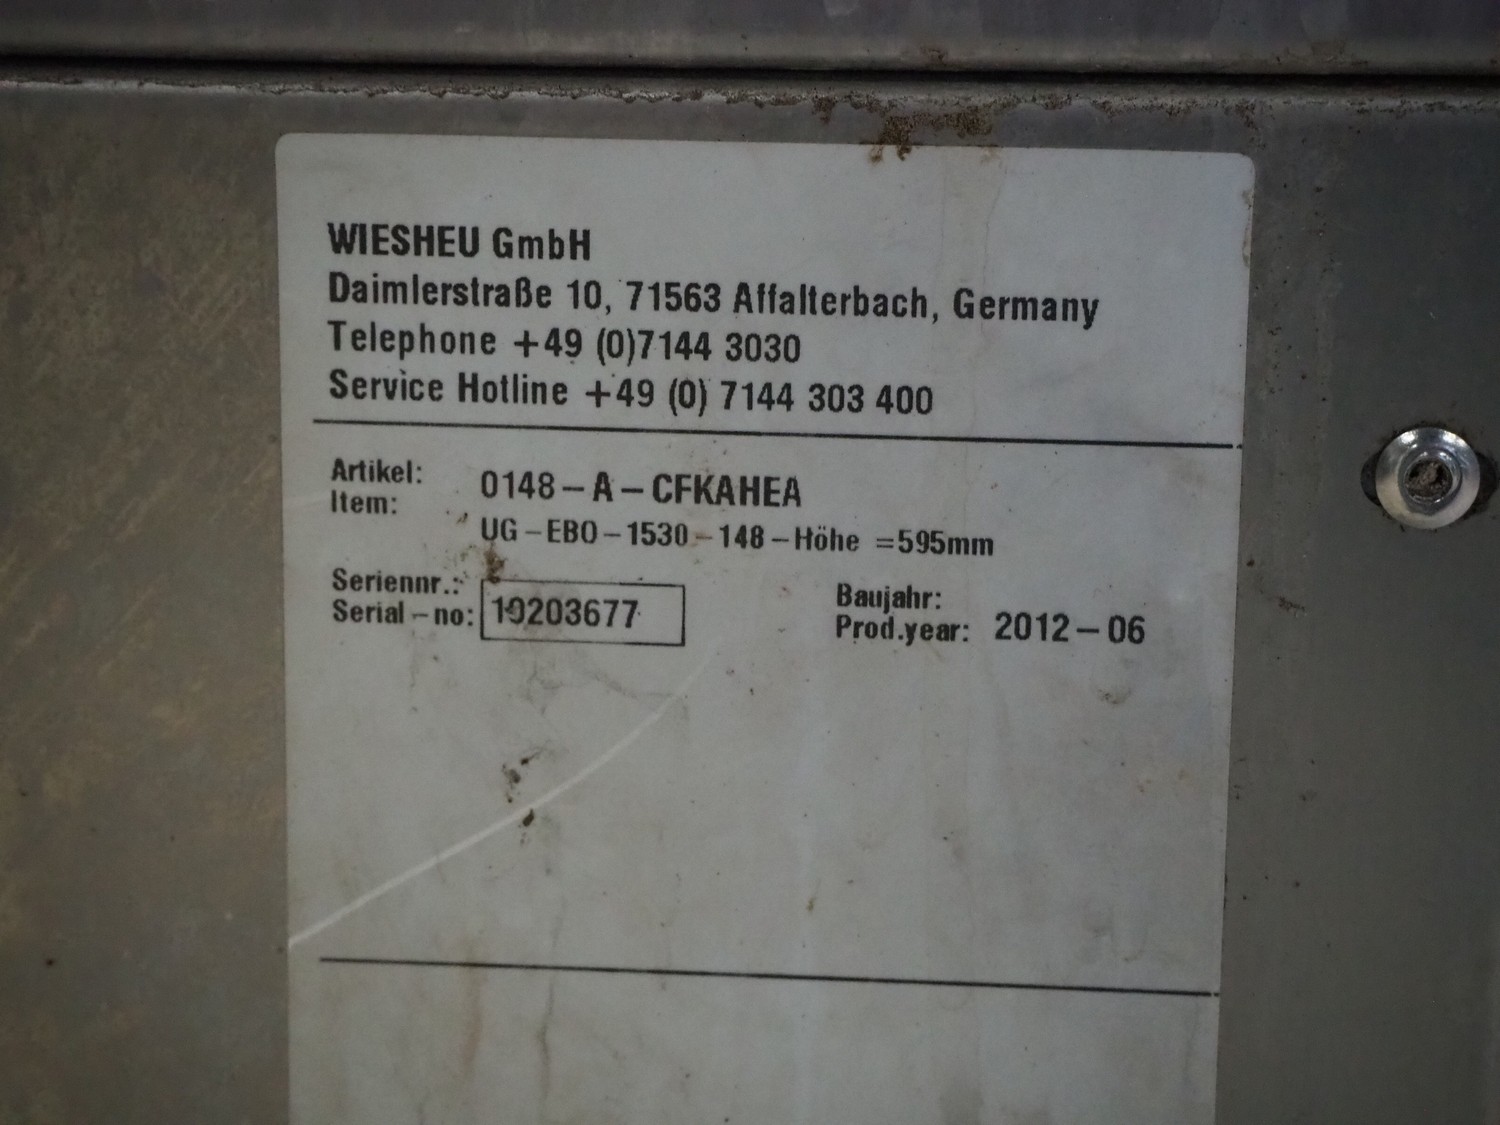 WIESHEU GmbH
Daimlerstraße 10, 71563 Affalterbach, Germany
Telephone +49 (0)7144 3030
Service Hotline +49 (0) 7144 303 400
Artikel:
Item:
0148-A-CFKAHEA
UG-EBO-1530-148-Höhe =595mm
Seriennr.:
Serial-no: 10203677
Baujahr:
Prod.year: 2012-06